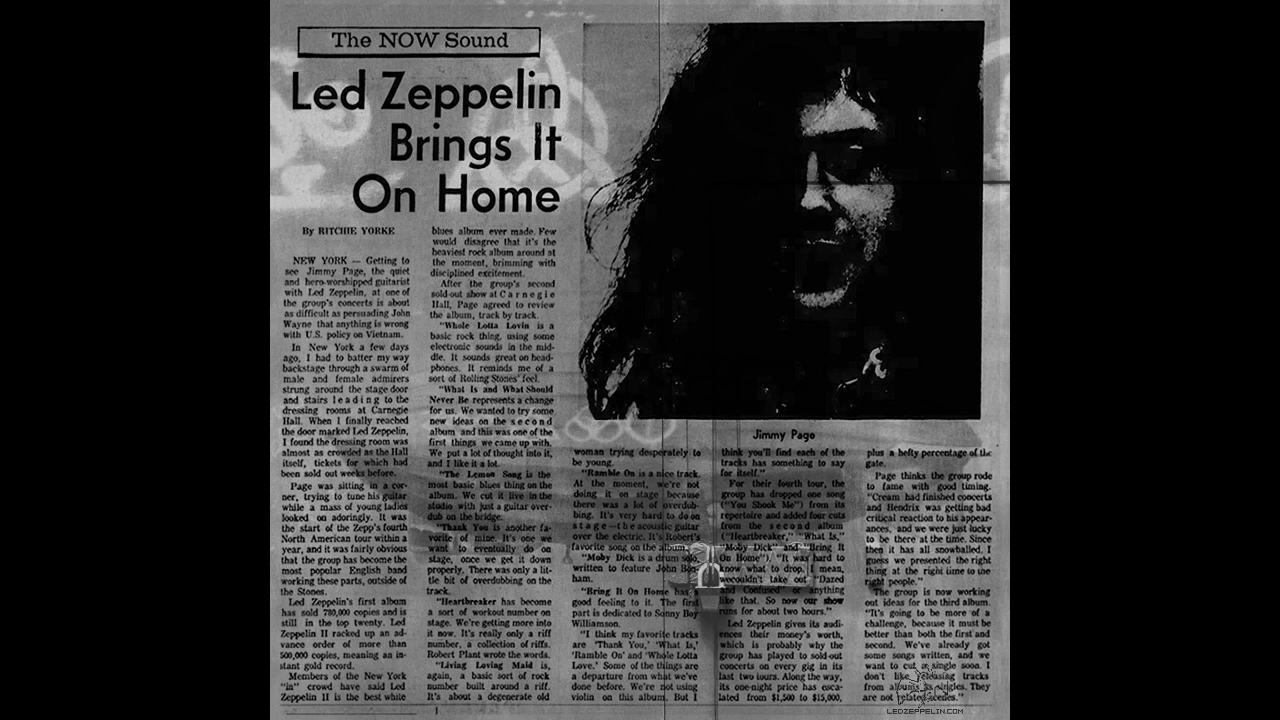 The NOW Sound
Led Zeppelin
Brings It
On Home
By RITCHIE YORKE
NEW YORK — Getting to
see Jimmy Page, the quiet
and hero-worshipped guitarist
with Led Zeppelin, at one of
the group's concerts is about
as difficult as persuading John
Wayne that anything is wrong
with U.S. policy on Vietnam.
In New York a few days
ago, I had to batter my way
backstage through a swarm of
male and female admirers
strung around the stage door
and stairs leading to the
dressing rooms at Carnegie
Hall. When I finally reached
the door marked Led Zeppelin,
I found the dressing room was
almost as crowded as the Hall
itself, tickets for which had
been sold out weeks before.
Page was sitting in a cor-
ner, trying to tune his guitar
while a mass of young ladies
looked on adoringly. It was
the start of the Zepp's fourth
North American tour within a
year, and it was fairly obvious
that the group has become the
most popular English band
working these parts, outside of
the Stones.
Led Zeppelin's first album
has sold 780,000 copies and is
still in the top twenty. Led
Zeppelin II racked up an ad-
vance order of more than
500,000 copies, meaning an in-
stant gold record.
Members of the New York
"in" crowd have said Led
Zeppelin II is the best white
blues album ever made. Few
would disagree that it's the
heaviest rock album around at
the moment, brimming with
disciplined excitement.
After the group's second
sold-out show at Carnegie
Hall, Page agreed to review
the album, track by track.
"Whole Lotta Lovin is a
basic rock thing, using some
electronic sounds in the mid-
dle. It sounds great on head-
phones. It reminds me of a
sort of Rolling Stones' feel.
"What Is and What Should
Never Be represents a change
for us. We wanted to try some
new ideas on the second
album and this was one of the
first things we came up with.
We put a lot of thought into it,
and I like it a lot.
"The Lemon Song is the
most basic blues thing on the
album. We cut it live in the
studio with just a guitar over-
dub on the bridge.
"Thank You is another fa-
vorite of mine. It's one we
want to eventually do on
stage, once we get it down
properly. There was only a lit-
tle bit of overdubbing on the
track.
"Heartbreaker has become
a sort of workout number on
stage. We're getting more into
it now. It's really only a riff
number, a collection of riffs.
Robert Plant wrote the words.
"Living Loving Maid is,
again, a basic sort of rock
number built around a riff.
It's about a degenerate old
Jimmy Page
woman trying desperately to
be young.
"Ramble On is a nice track.
At the moment, we're not
doing it on stage because
there was a lot of overdub-
bing. It's very hard to do on
stage — the acoustic guitar
over the electric. It's Robert's
favorite song on the album.
"Moby Dick is a drum solo,
written to feature John Bon-
ham.
"Bring It On Home has a
good feeling to it. The first
part is dedicated to Sonny Boy
Williamson.
"I think my favorite tracks
are 'Thank You,' 'What Is,'
'Ramble On' and 'Whole Lotta
Love.' Some of the things are
a departure from what we've
done before. We're not using
violin on this album. But I
think you'll find each of the
tracks has something to say
for itself."
For their fourth tour, the
group has dropped one song
("You Shook Me") from its
repertoire and added four cuts
from the second album
("Heartbreaker," "What Is,"
"Moby Dick" and "Bring It
On Home"). "It was hard to
know what to drop. I mean,
we couldn't take out "Dazed
and Confused" or anything
like that. So now our show
runs for about two hours."
Led Zeppelin gives its audi-
ences their money's worth,
which is probably why the
group has played to sold-out
concerts on every gig in its
last two tours. Along the way,
its one-night price has esca-
lated from $1,500 to $15,000,
plus a hefty percentage of the
gate.
Page thinks the group rode
to fame with good timing.
"Cream had finished concerts
and Hendrix was getting bad
critical reaction to his appear-
ances, and we were just lucky
to be there at the time. Since
then it has all snowballed. I
guess we presented the right
thing at the right time to the
right people."
The group is now working
out ideas for the third album.
"It's going to be more of a
challenge, because it must be
better than both the first and
second. We've already got
some songs written, and we
want to cut a single soon. I
don't like releasing tracks
from albums as singles. They
are not related scenes."
LEDZEPPELIN.COM